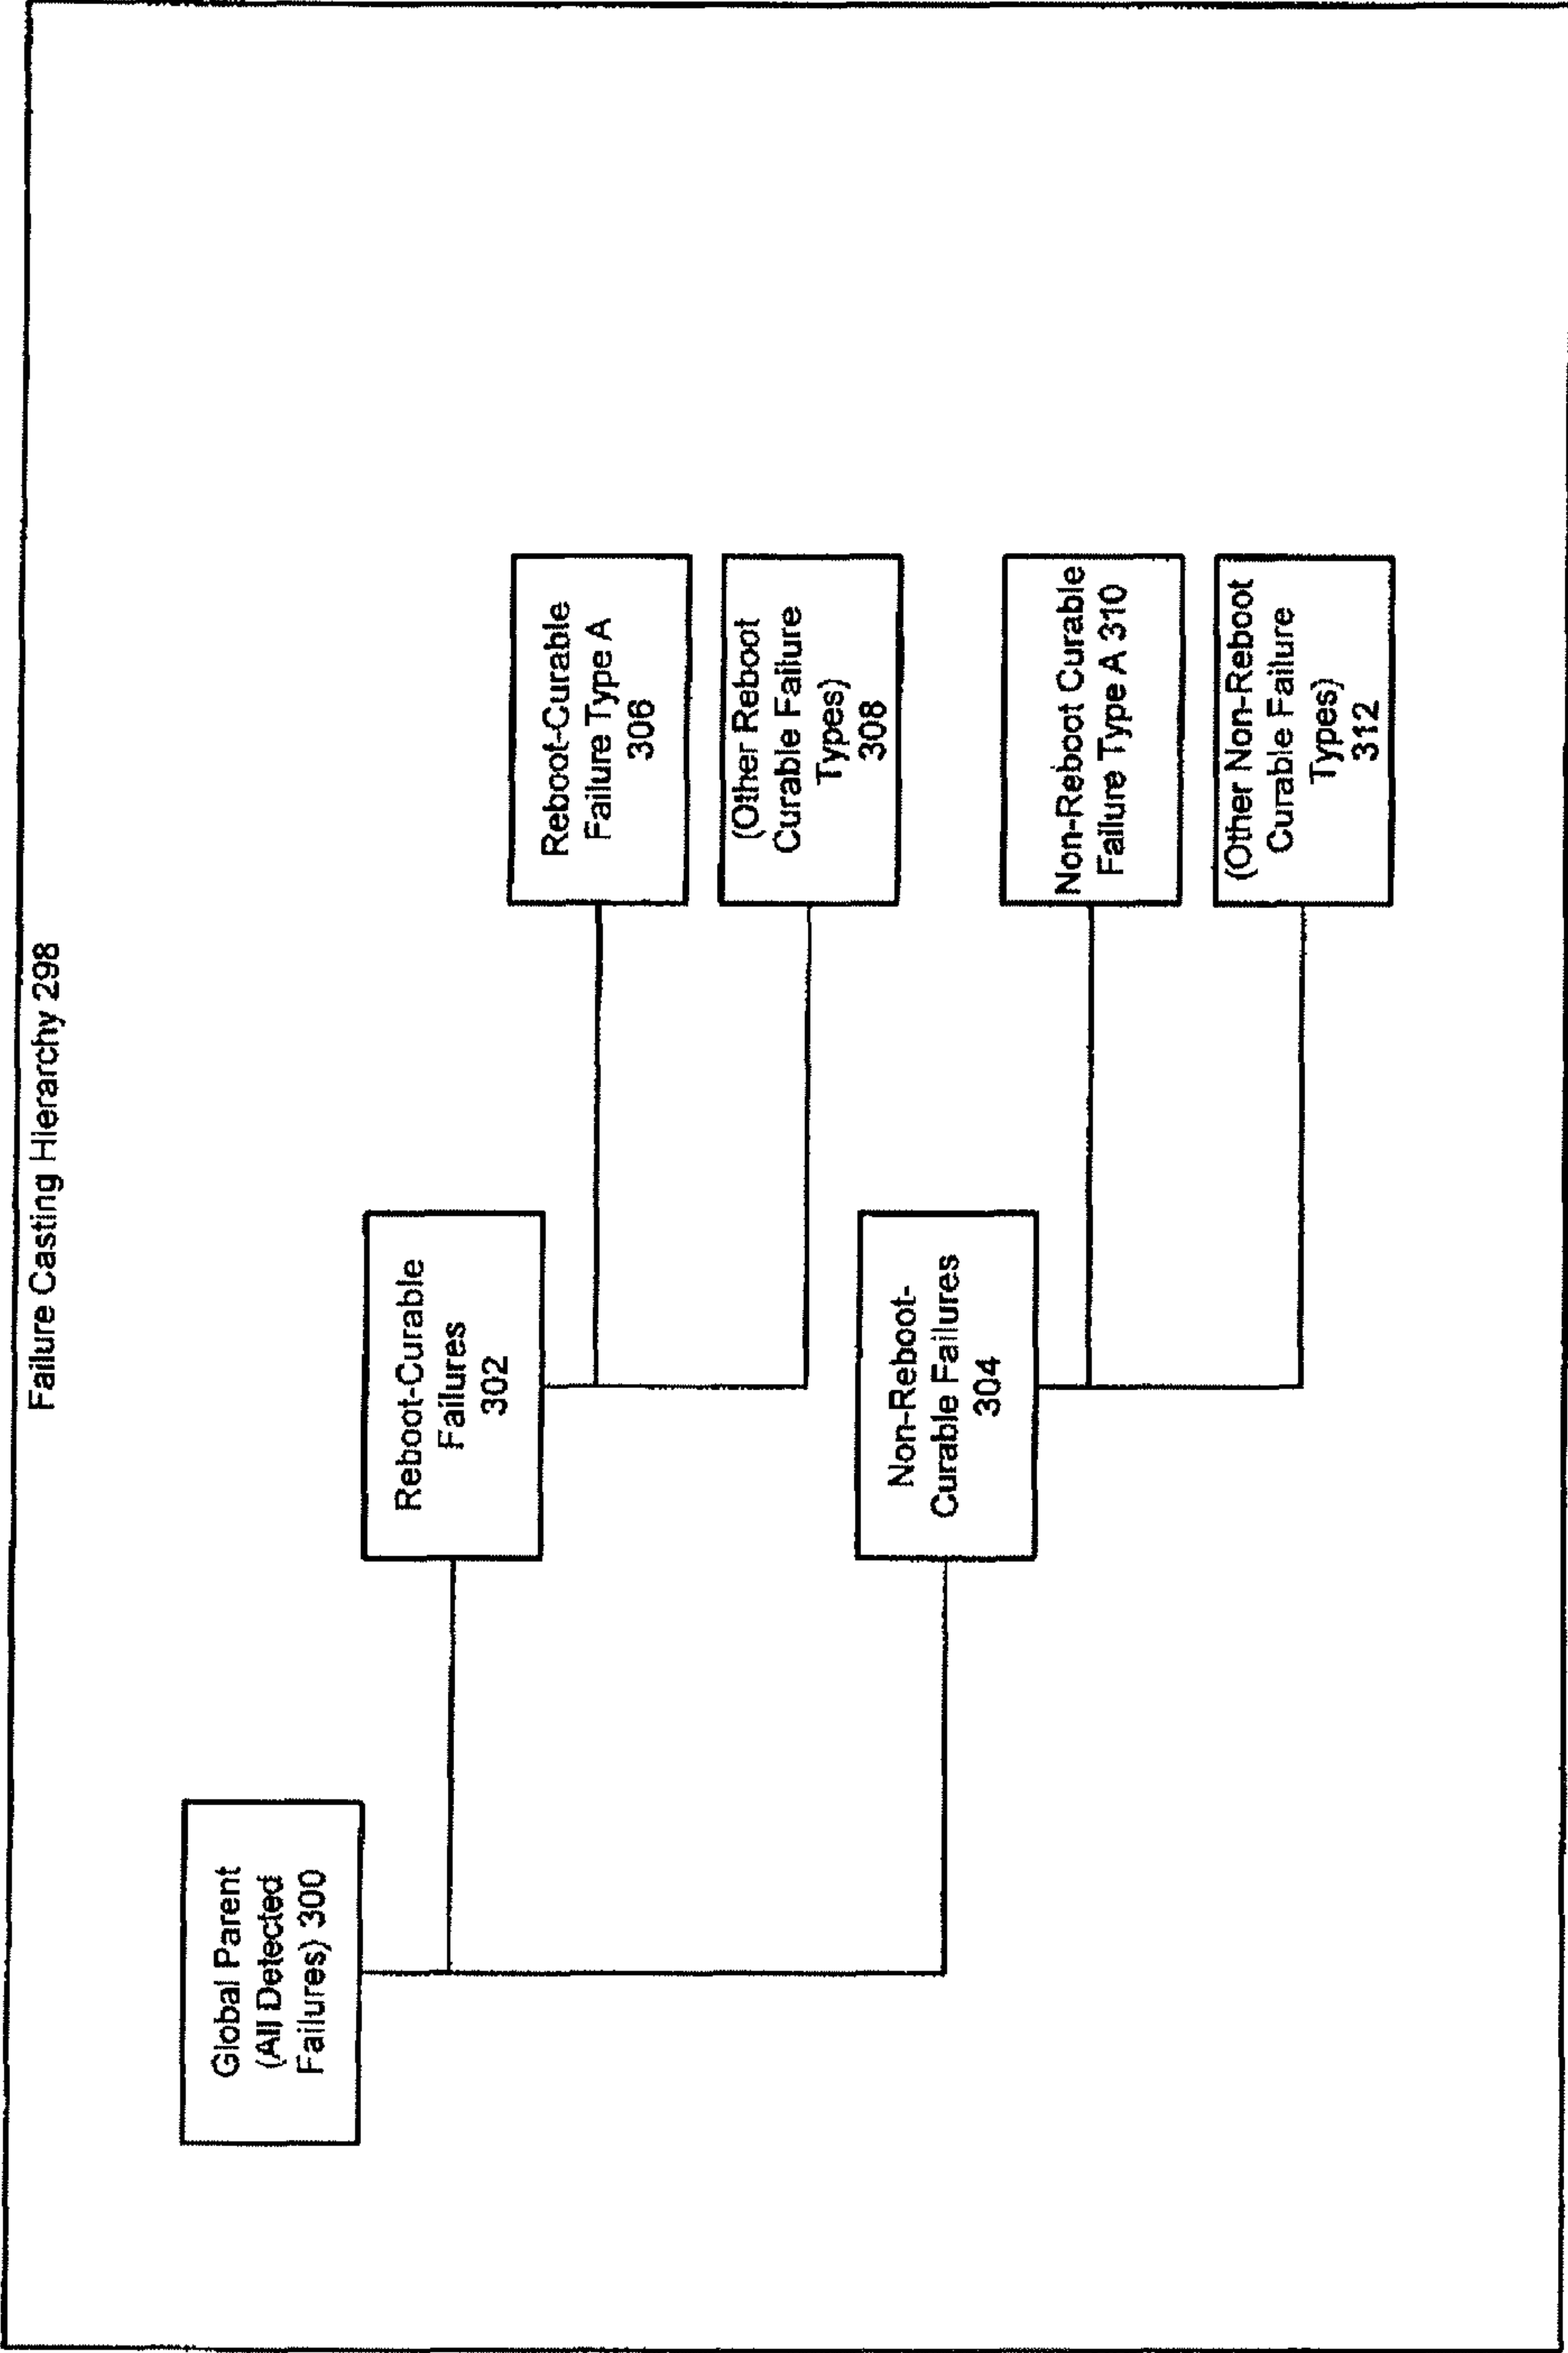 Failure Casting Hierarchy 298
Global Parent
(All Detected
Failures) 300
Reboot-Curable
Failures
302
Reboot-Curable
Failure Type A
306
(Other Reboot
Curable Failure
Types)
308
Non-Reboot-
Curable Failures
304
Non-Reboot Curable
Failure Type A 310
(Other Non-Reboot
Curable Failure
Types)
312